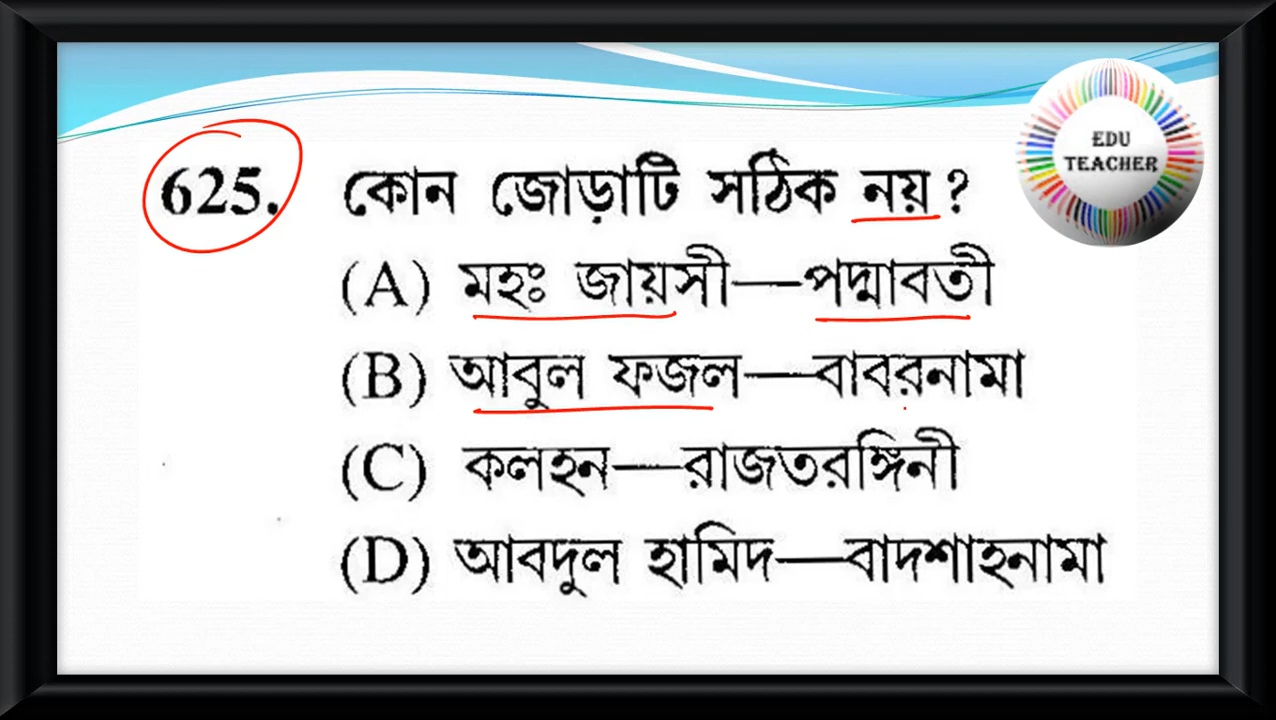 EDU
TEACHER
625. কোন জোড়াটি সঠিক নয় ?
(A) মহঃ জায়সী—পদ্মাবতী
(B) আবুল ফজল—বাবরনামা
(C) কলহন—রাজতরঙ্গিনী
(D) আবদুল হামিদ—বাদশাহনামা